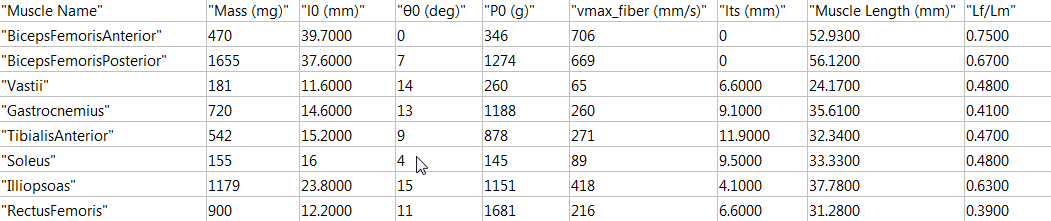 "Muscle Name" "Mass (mg)" "l0 (mm)" "θ0 (deg)" "P0 (g)" "vmax_fiber (mm/s)" "lts (mm)" "Muscle Length (mm)" "Lf/Lm"
"BicepsFemorisAnterior" 470 39.7000 0 346 706 0 52.9300 0.7500
"BicepsFemorisPosterior" 1655 37.6000 7 1274 669 0 56.1200 0.6700
"Vastii" 181 11.6000 14 260 65 6.6000 24.1700 0.4800
"Gastrocnemius" 720 14.6000 13 1188 260 9.1000 35.6100 0.4100
"TibialisAnterior" 542 15.2000 9 878 271 11.9000 32.3400 0.4700
"Soleus" 155 16 4 145 89 9.5000 33.3300 0.4800
"Illiopsoas" 1179 23.8000 15 1151 418 4.1000 37.7800 0.6300
"RectusFemoris" 900 12.2000 11 1681 216 6.6000 31.2800 0.3900